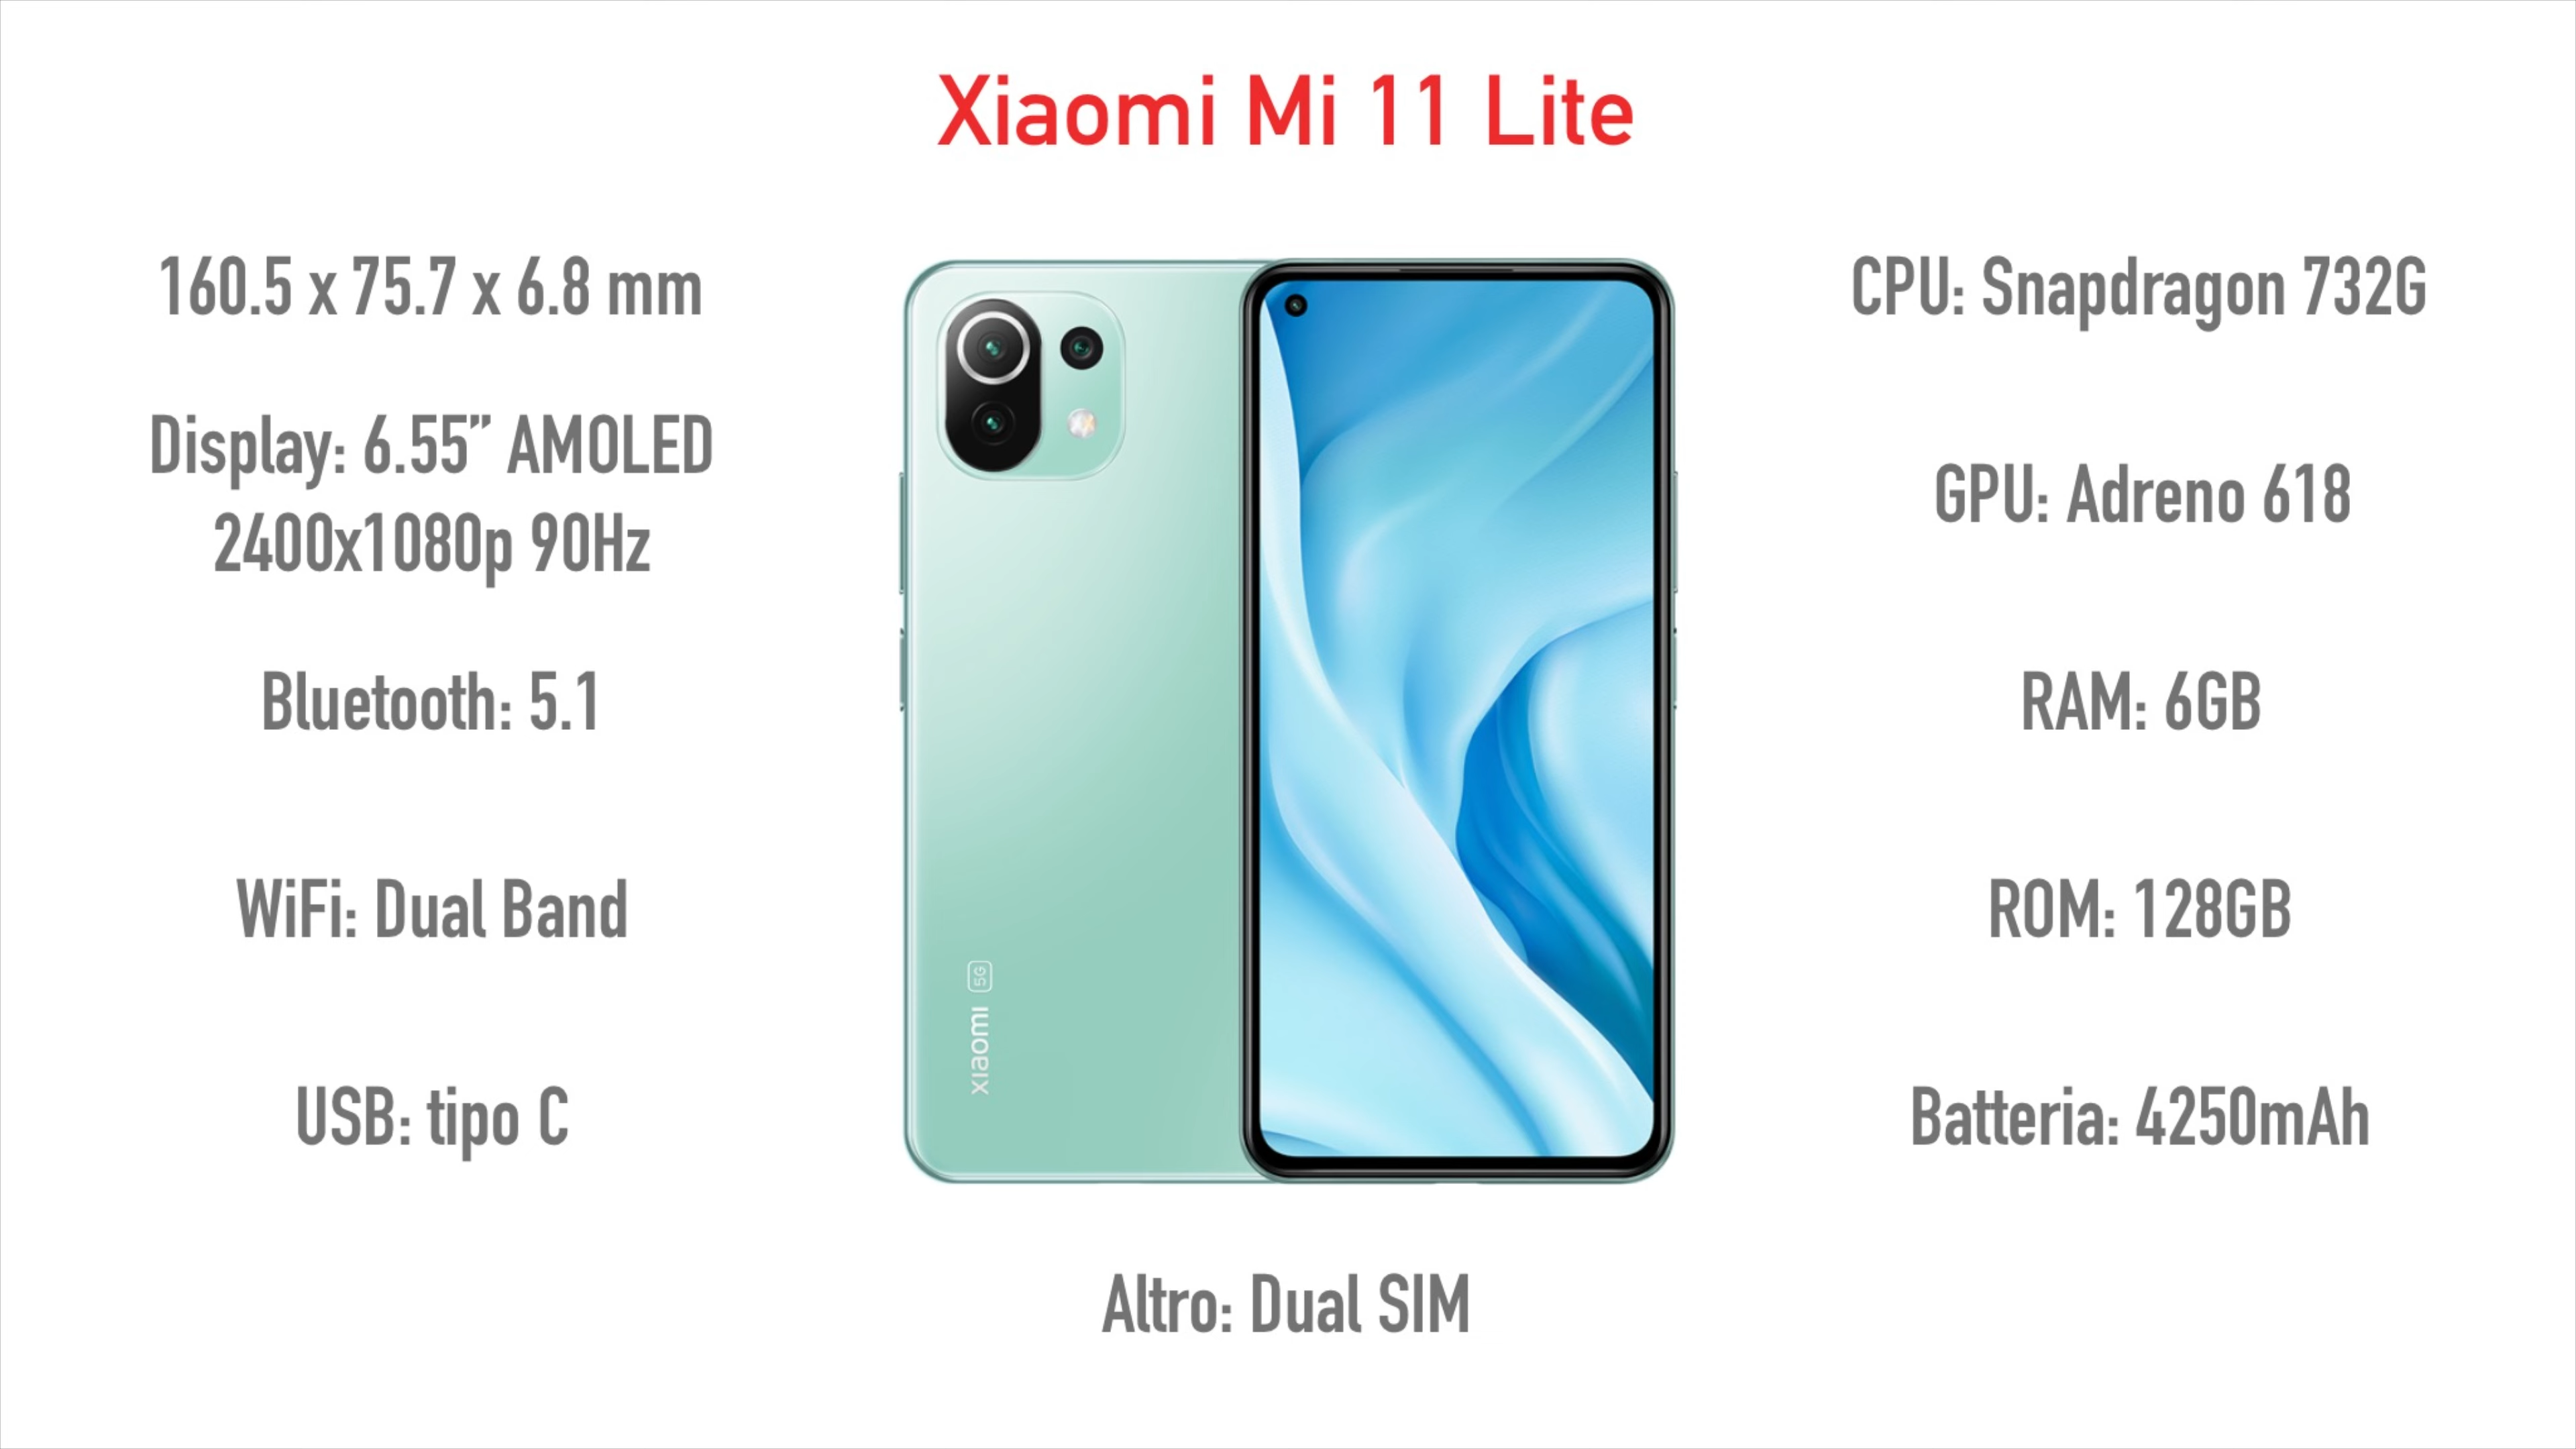 Xiaomi Mi 11 Lite
160.5 x 75.7 x 6.8 mm
Display: 6.55” AMOLED
2400x1080p 90Hz
Bluetooth: 5.1
WiFi: Dual Band
USB: tipo C
xiaomi 5G
CPU: Snapdragon 732G
GPU: Adreno 618
RAM: 6GB
ROM: 128GB
Batteria: 4250mAh
Altro: Dual SIM